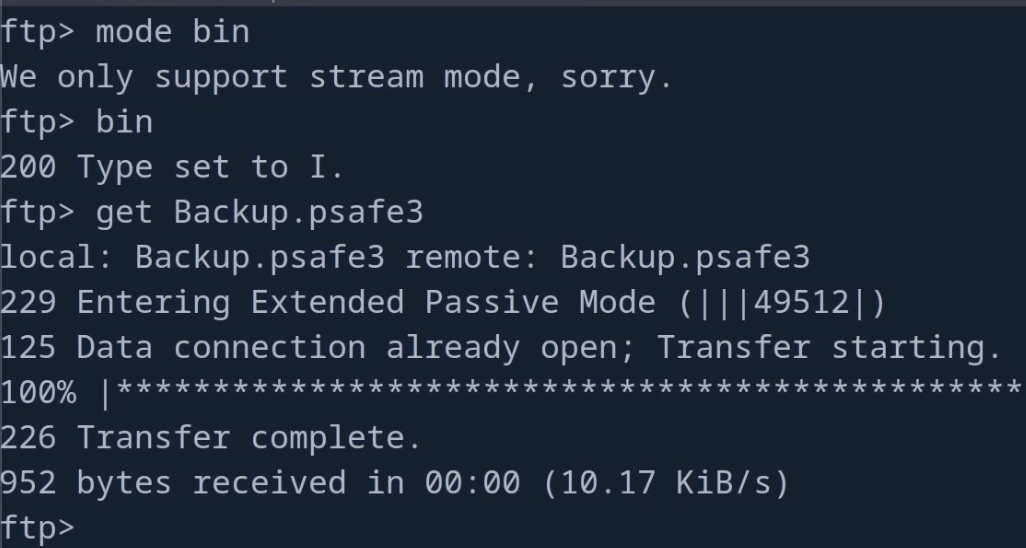 ftp> mode bin
We only support stream mode, sorry.
ftp> bin
200 Type set to I.
ftp> get Backup.psafe3
local: Backup.psafe3 remote: Backup.psafe3
229 Entering Extended Passive Mode (|||49512|)
125 Data connection already open; Transfer starting.
100% |***********************************************
226 Transfer complete.
952 bytes received in 00:00 (10.17 KiB/s)
ftp>